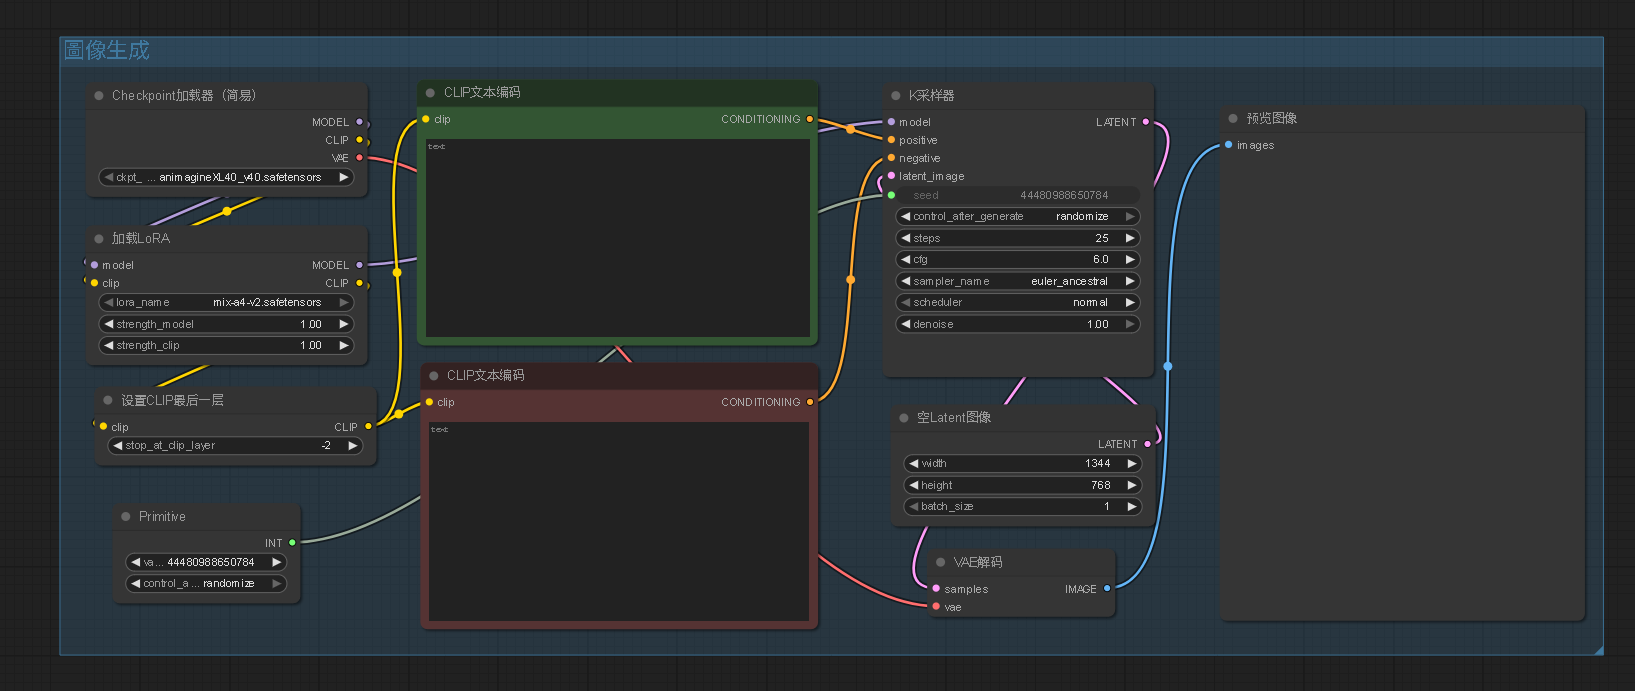 圖像生成
Checkpoint加载器（简易）
MODEL
CLIP
VAE
ckpt_ ... animagineXL40_v40.safetensors
加载LoRA
model MODEL
clip CLIP
lora_name mix-a4-v2.safetensors
strength_model 1.00
strength_clip 1.00
设置CLIP最后一层
clip CLIP
stop_at_clip_layer -2
Primitive
INT
va... 44480988650784
control_a ... randomize
CLIP文本编码
clip CONDITIONING
text
CLIP文本编码
clip CONDITIONING
text
K采样器
model LATENT
positive
negative
latent_image
seed 44480988650784
control_after_generate randomize
steps 25
cfg 6.0
sampler_name euler_ancestral
scheduler normal
denoise 1.00
空Latent图像
LATENT
width 1344
height 768
batch_size 1
VAE解码
samples IMAGE
vae
预览图像
images